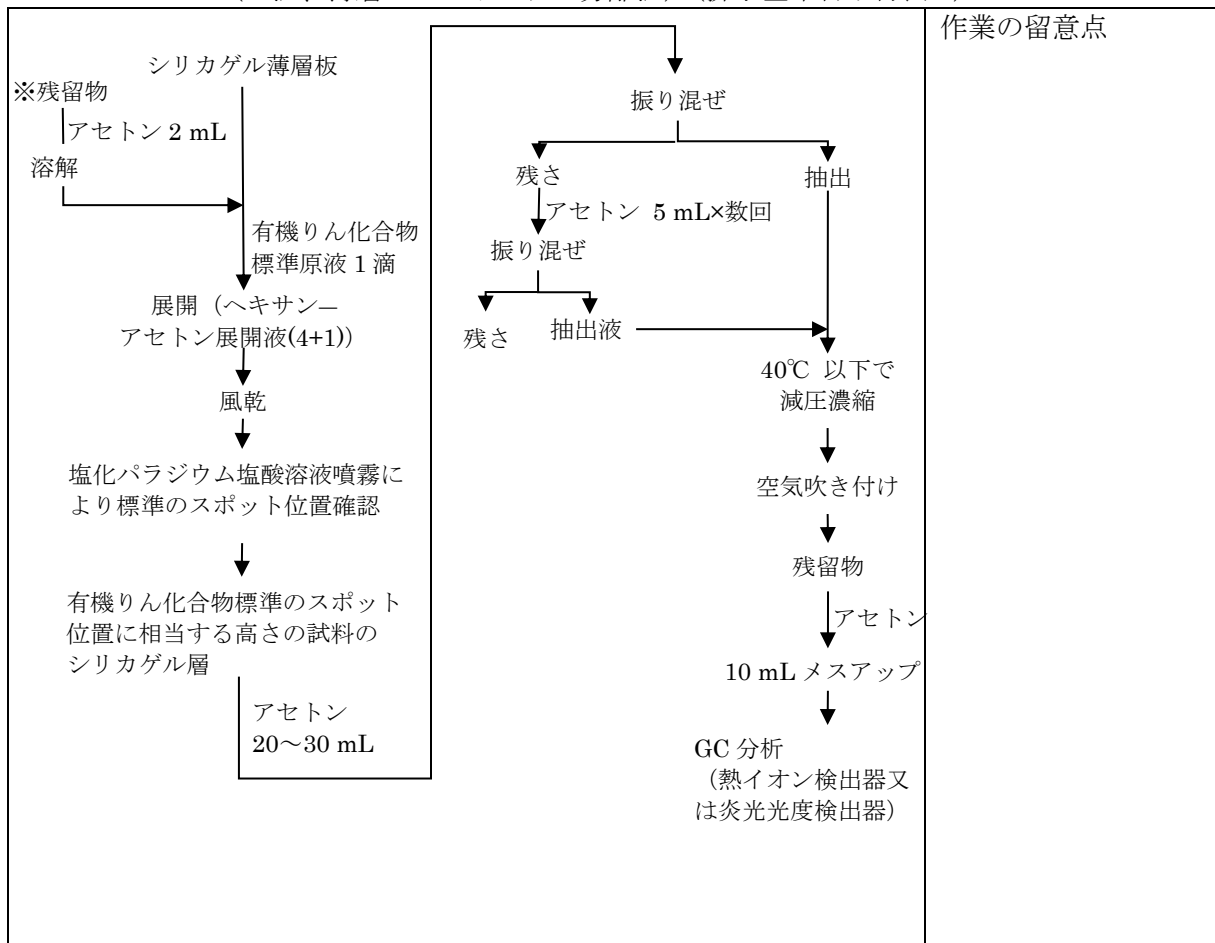 シリカゲル薄層板
※残留物
アセトン 2 mL
溶解
有機りん化合物
標準原液 1 滴
展開（ヘキサン―
アセトン展開液(4+1)）
風乾
塩化パラジウム塩酸溶液噴霧に
より標準のスポット位置確認
有機りん化合物標準のスポット
位置に相当する高さの試料の
シリカゲル層
アセトン
20～30 mL
振り混ぜ
残さ
抽出
アセトン 5 mL×数回
振り混ぜ
残さ
抽出液
40℃ 以下で
減圧濃縮
空気吹き付け
残留物
アセトン
10 mL メスアップ
GC 分析
（熱イオン検出器又
は炎光光度検出器）
作業の留意点